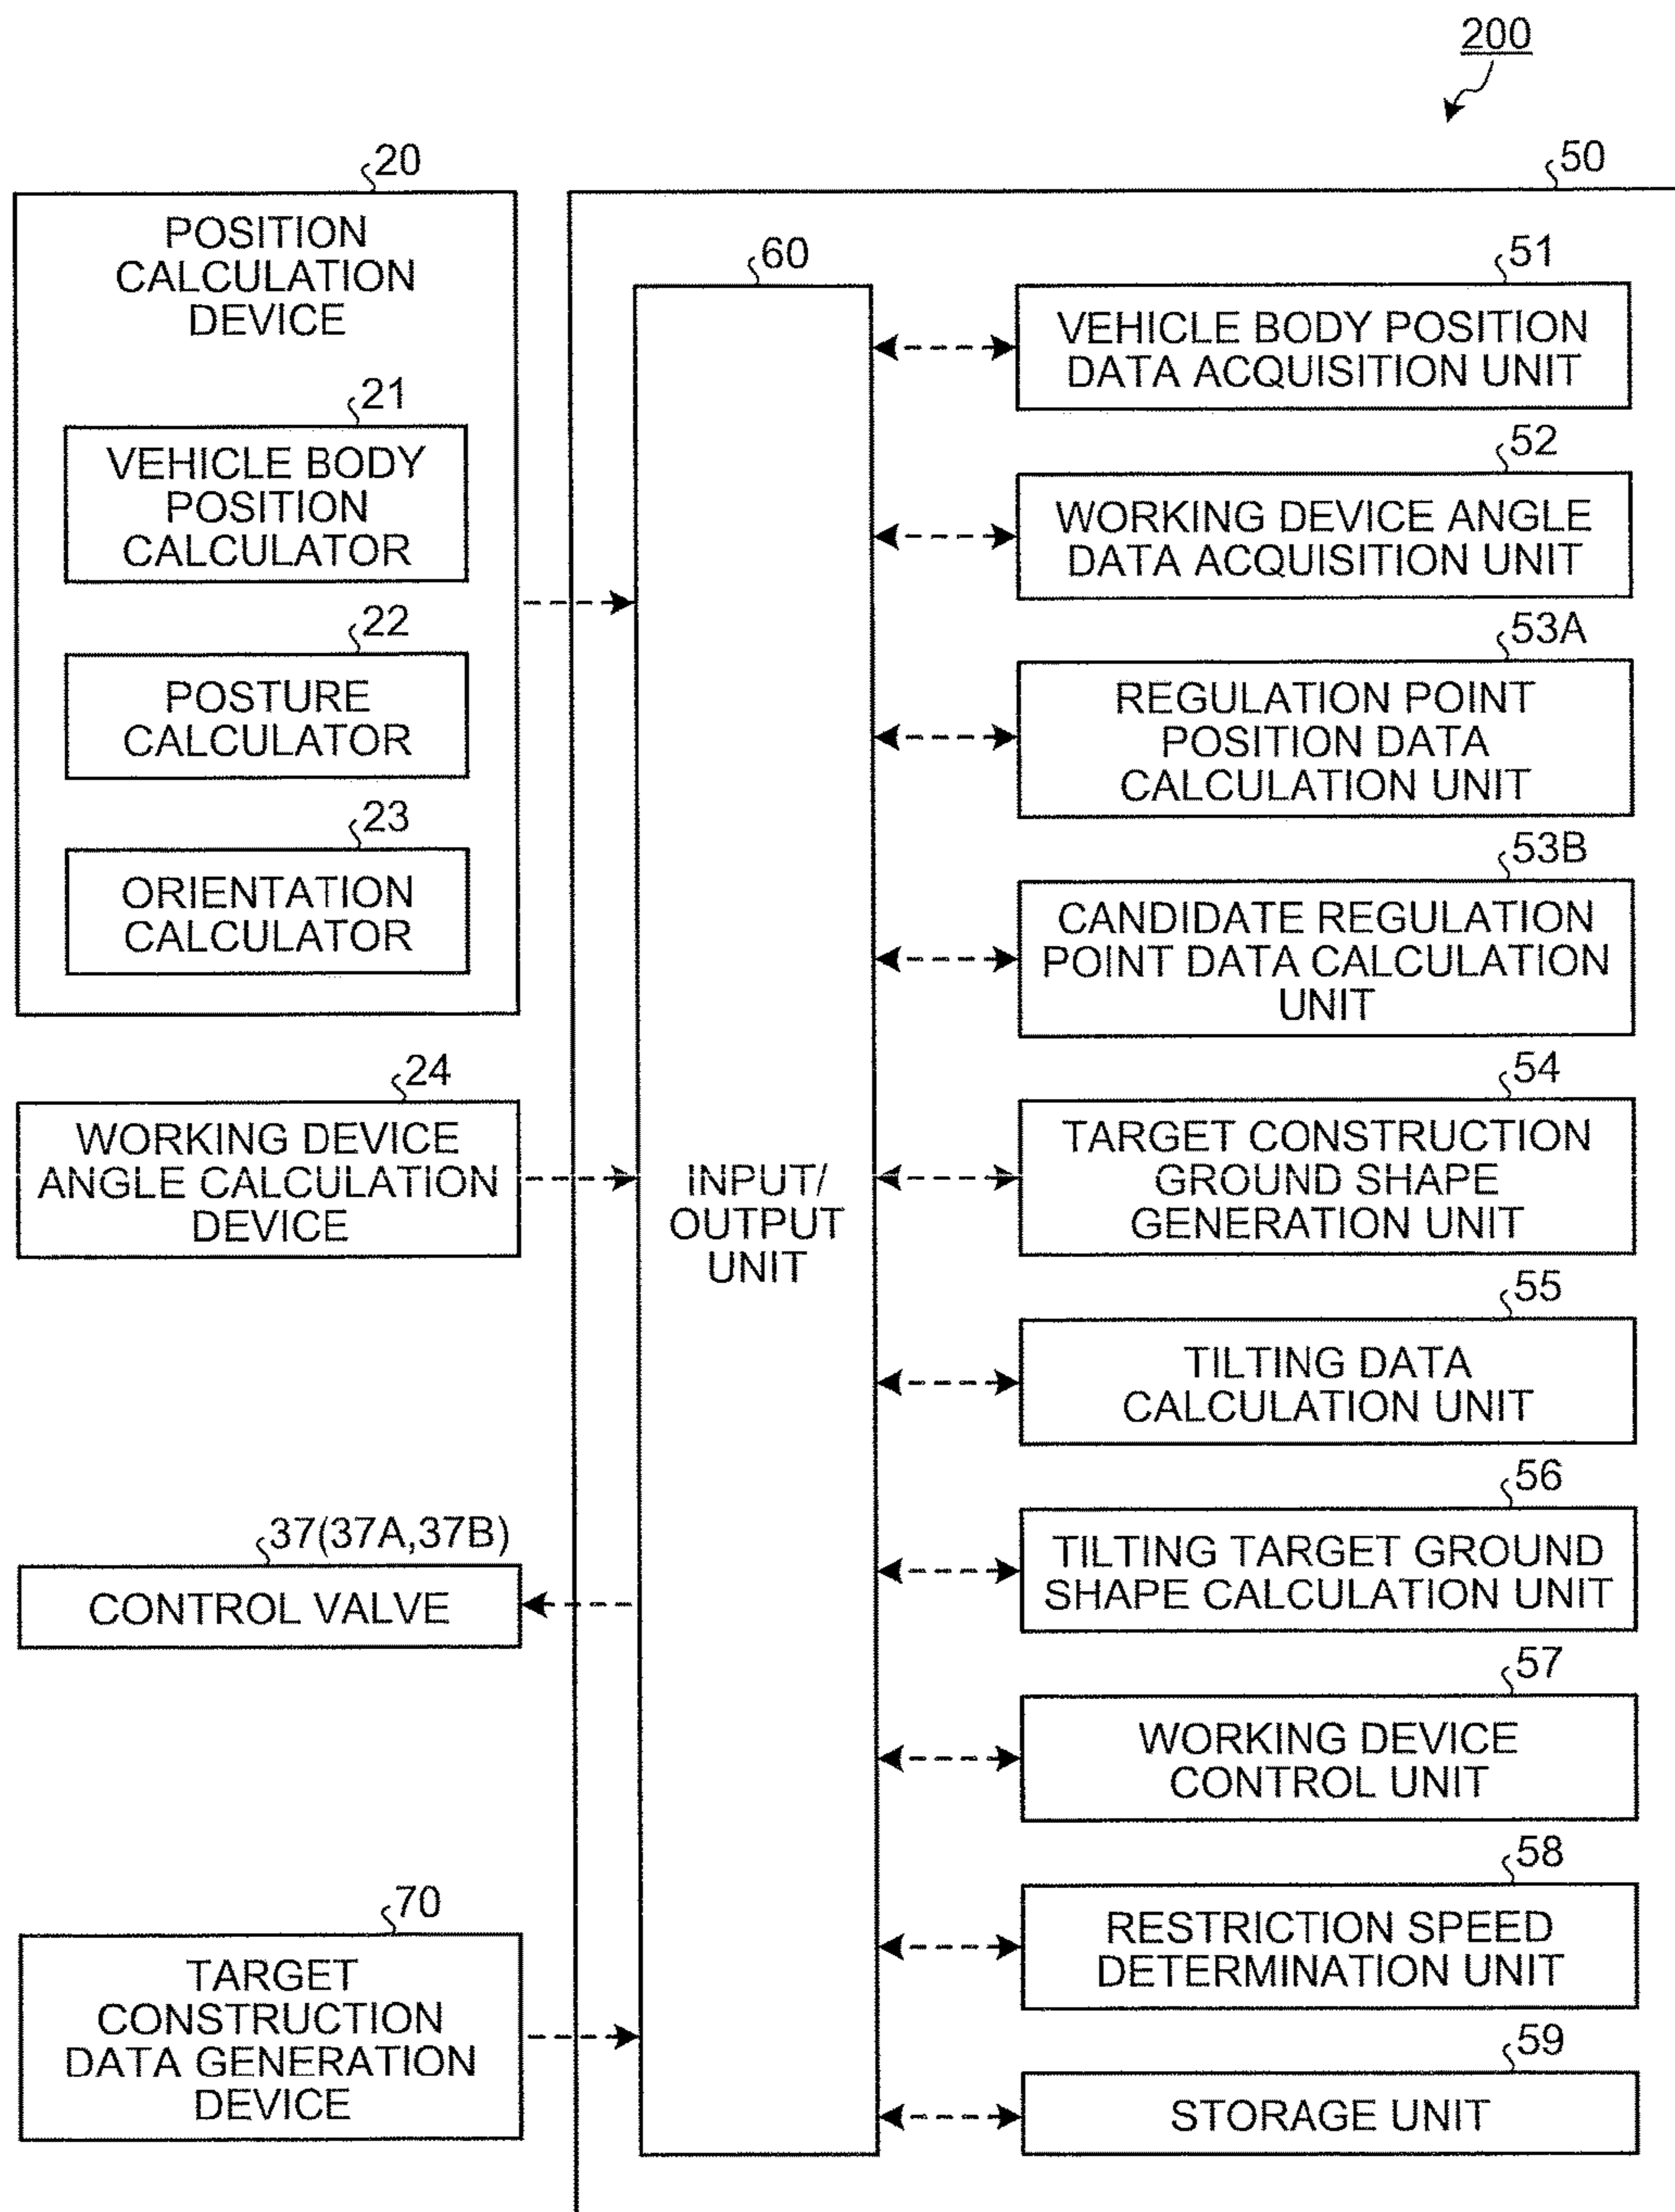 200
20
POSITION
CALCULATION
DEVICE
21
VEHICLE BODY
POSITION
CALCULATOR
22
POSTURE
CALCULATOR
23
ORIENTATION
CALCULATOR
24
WORKING DEVICE
ANGLE CALCULATION
DEVICE
37(37A,37B)
CONTROL VALVE
70
TARGET
CONSTRUCTION
DATA GENERATION
DEVICE
50
60
INPUT/
OUTPUT
UNIT
51
VEHICLE BODY POSITION
DATA ACQUISITION UNIT
52
WORKING DEVICE ANGLE
DATA ACQUISITION UNIT
53A
REGULATION POINT
POSITION DATA
CALCULATION UNIT
53B
CANDIDATE REGULATION
POINT DATA CALCULATION
UNIT
54
TARGET CONSTRUCTION
GROUND SHAPE
GENERATION UNIT
55
TILTING DATA
CALCULATION UNIT
56
TILTING TARGET GROUND
SHAPE CALCULATION UNIT
57
WORKING DEVICE
CONTROL UNIT
58
RESTRICTION SPEED
DETERMINATION UNIT
59
STORAGE UNIT